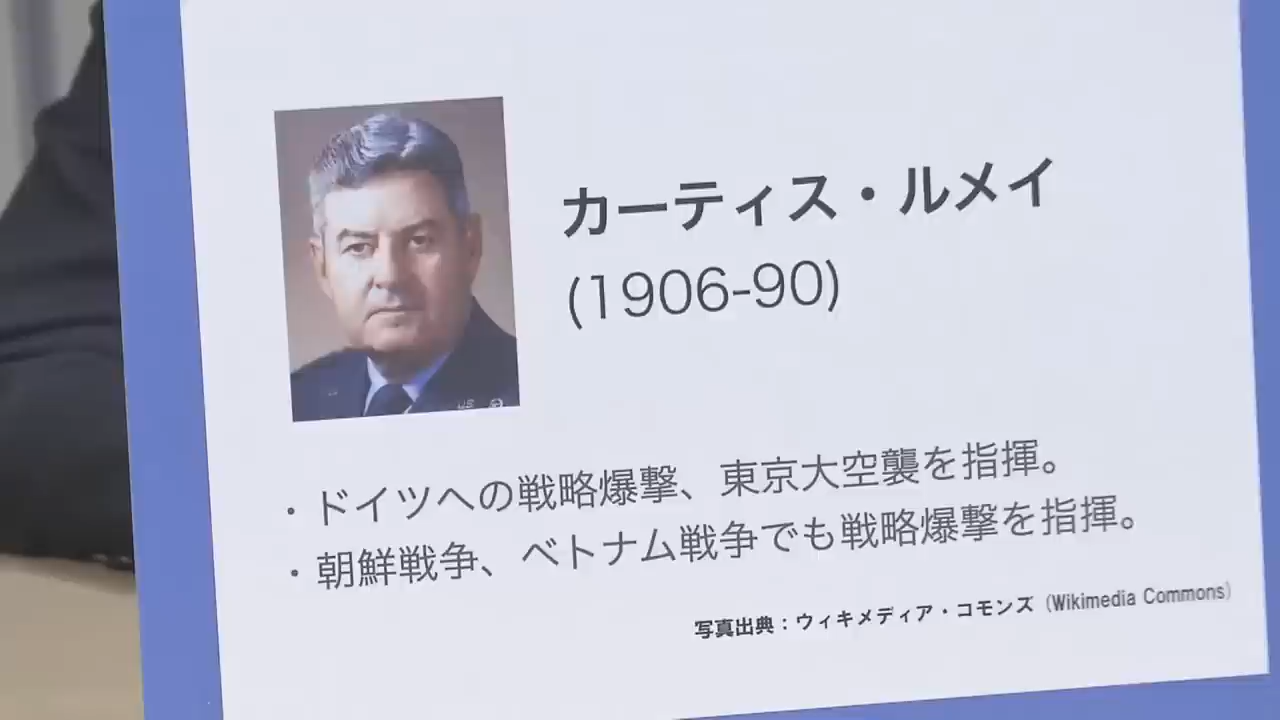 カーティス・ルメイ
(1906-90)
・ドイツへの戦略爆撃、東京大空襲を指揮。
・朝鮮戦争、ベトナム戦争でも戦略爆撃を指揮。
写真出典：ウィキメディア・コモンズ (Wikimedia Commons)
US